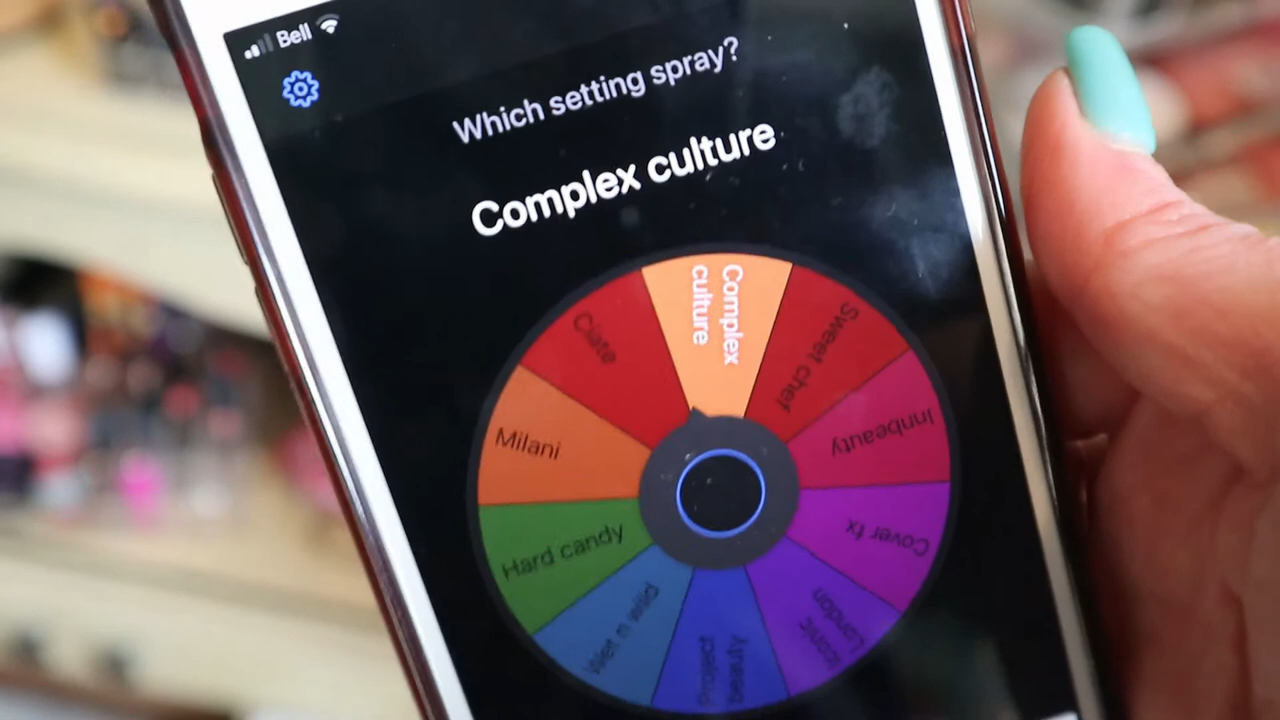 Bell
Which setting spray?
Complex culture
Complex
culture
Sweet chef
Innbeauty
Cover fx
Iconic
London
Project
beauty
Wet n wild
Hard candy
Milani
Ciate